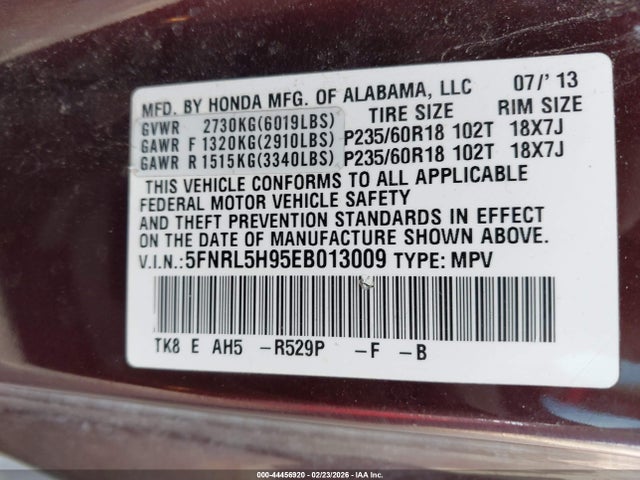 MFD. BY HONDA MFG. OF ALABAMA, LLC 07/'13
GVWR 2730KG(6019LBS) TIRE SIZE RIM SIZE
GAWR F 1320KG(2910LBS) P235/60R18 102T 18X7J
GAWR R 1515KG(3340LBS) P235/60R18 102T 18X7J
THIS VEHICLE CONFORMS TO ALL APPLICABLE
FEDERAL MOTOR VEHICLE SAFETY
AND THEFT PREVENTION STANDARDS IN EFFECT
ON THE DATE OF MANUFACTURE SHOWN ABOVE.
V.I.N.:5FNRL5H95EB013009 TYPE: MPV
TK8 E AH5 -R529P -F -B
000-44456920 - 02/23/2026 - IAA Inc.